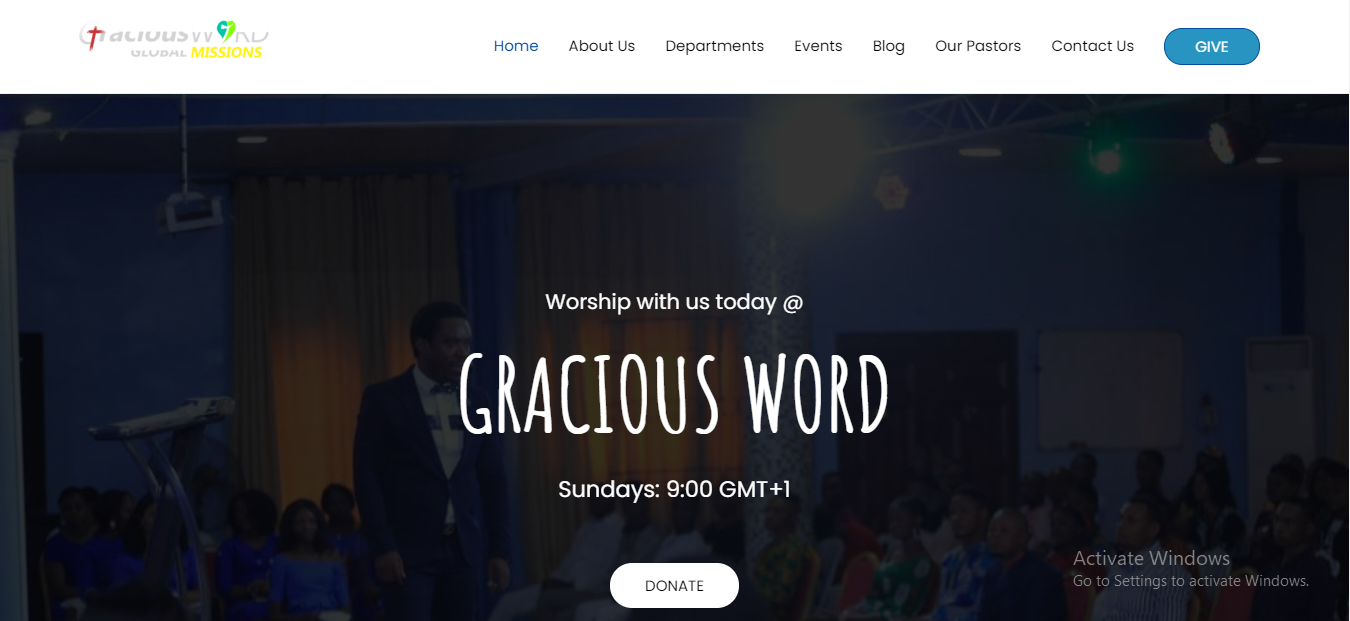 Gracious WORD
GLOBAL MISSIONS
Home About Us Departments Events Blog Our Pastors Contact Us GIVE
Worship with us today @
GRACIOUS WORD
Sundays: 9:00 GMT+1
DONATE
Activate Windows
Go to Settings to activate Windows.